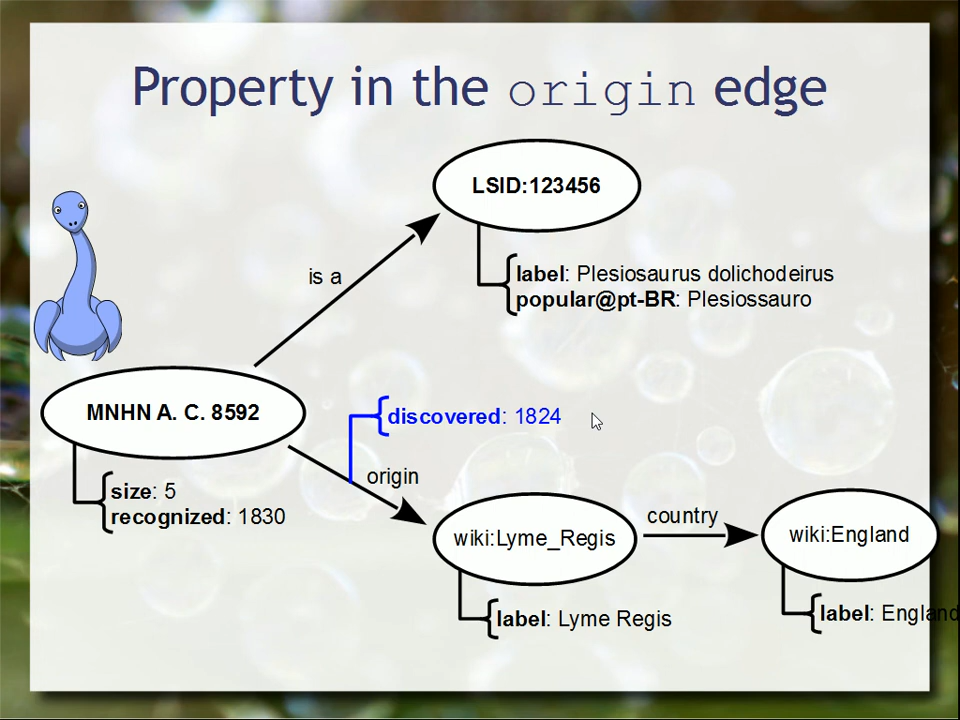 Property in the origin edge
LSID:123456
is a
label: Plesiosaurus dolichodeirus
popular@pt-BR: Plesiossauro
MNHN A. C. 8592
discovered: 1824
origin
size: 5
recognized: 1830
wiki:Lyme_Regis
country
wiki:England
label: Lyme Regis
label: England